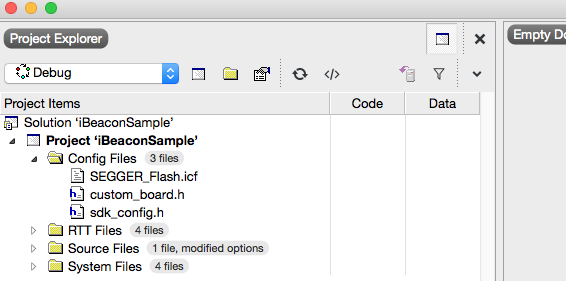 Project Explorer
Empty Do
Debug
Project Items Code Data
Solution ‘iBeaconSample’
Project ‘iBeaconSample’
Config Files 3 files
SEGGER_Flash.icf
custom_board.h
sdk_config.h
RTT Files 4 files
Source Files 1 file, modified options
System Files 4 files